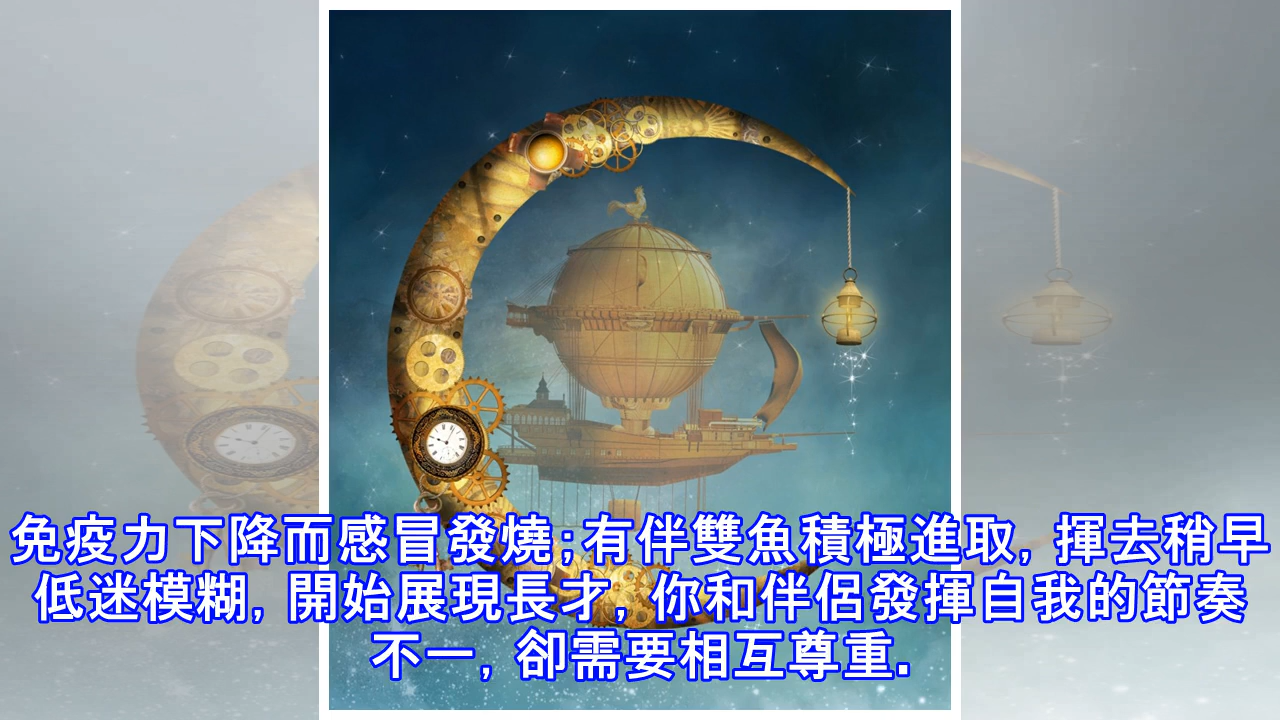 免疫力下降而感冒發燒;有伴雙魚積極進取, 揮去稍早
低迷模糊, 開始展現長才, 你和伴侶發揮自我的節奏
不一, 卻需要相互尊重.